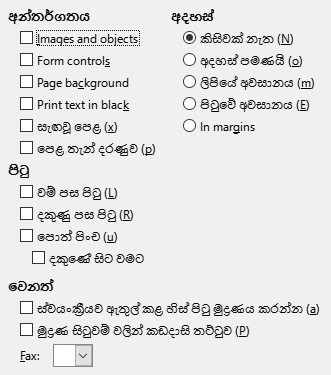 අන්තර්ගතය
Images and objects
Form controls
Page background
Print text in black
සැඟවූ පෙළ (x)
පෙළ තැන් දරණුව (p)
පිටු
වම් පස පිටු (L)
දකුණු පස පිටු (R)
පොත් පිංච (u)
දකුණේ සිට වමට
වෙනත්
ස්වයංක්‍රීයව ඇතුල් කළ හිස් පිටු මුද්‍රණය කරන්න (a)
මුද්‍රණ සිටුවම් වලින් කඩදාසි තට්ටුව (P)
Fax:
අදහස්
කිසිවක් නැත (N)
අදහස් පමණයි (o)
ලිපියේ අවසානය (m)
පිටුවේ අවසානය (E)
In margins